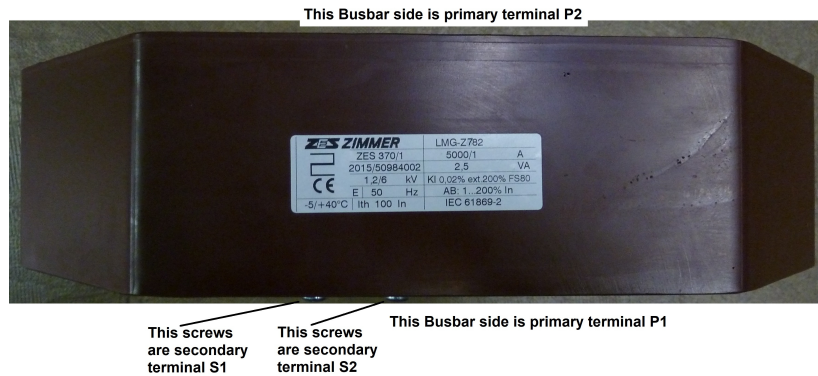 This Busbar side is primary terminal P2
ZES ZIMMER LMG-Z782
ZES 370/1 5000/1 A
2015/50984002 2,5 VA
1,2/6 kV KI 0,02% ext.200% FS80
CE E 50 Hz AB: 1...200% In
-5/+40°C Ith 100 In IEC 61869-2
This Busbar side is primary terminal P1
This screws
are secondary
terminal S1
This screws
are secondary
terminal S2